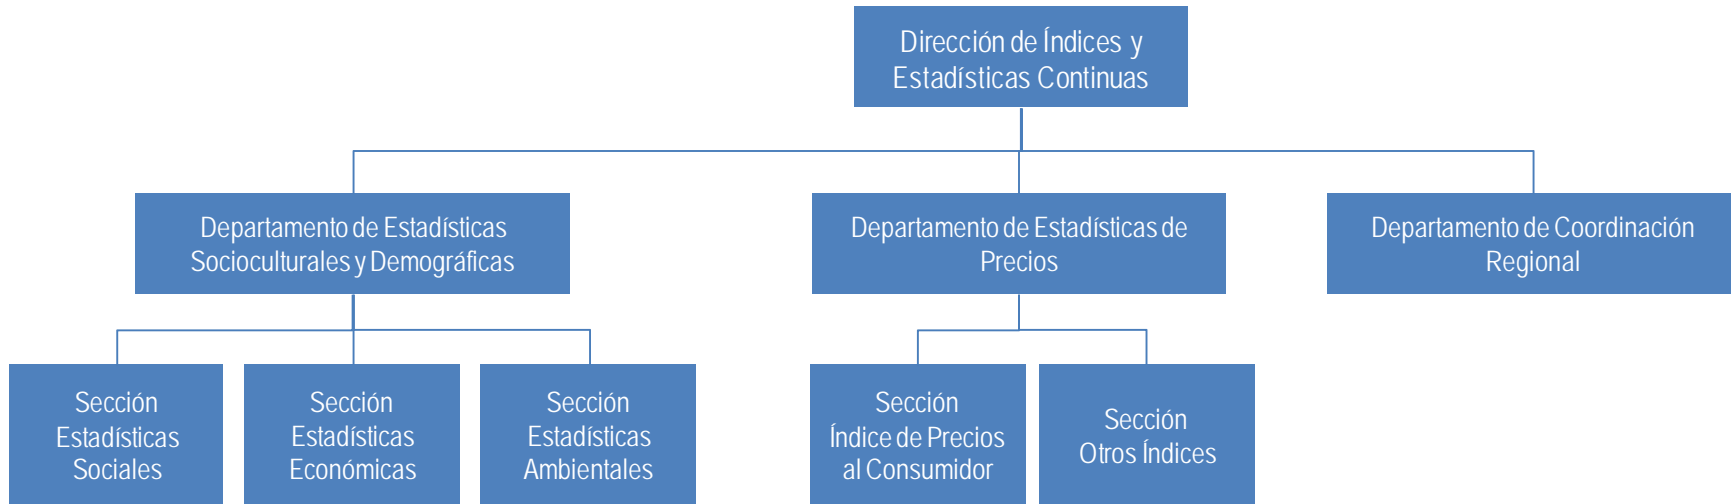 Dirección de Índices y
Estadísticas Continuas
Departamento de Estadísticas
Socioculturales y Demográficas
Departamento de Estadísticas de
Precios
Departamento de Coordinación
Regional
Sección
Estadísticas
Sociales
Sección
Estadísticas
Económicas
Sección
Estadísticas
Ambientales
Sección
Índice de Precios
al Consumidor
Sección
Otros Índices